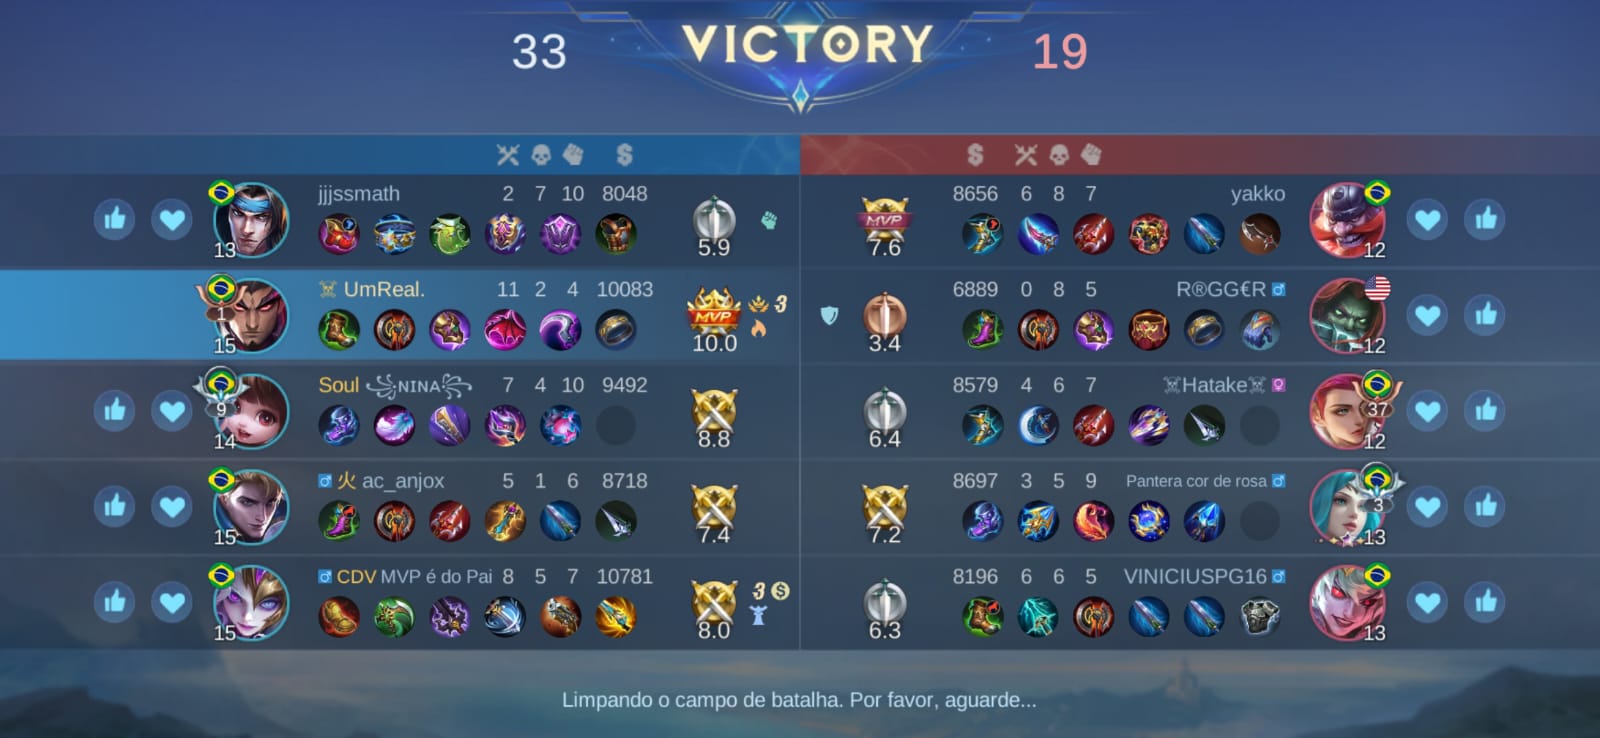 33 VICTORY 19
jjjssmath 2 7 10 8048
13 5.9
MVP 8656 6 8 7 yakko
7.6 12
UmReal. 11 2 4 10083
1 15 MVP 10.0 3
6889 0 8 5 R®GG€R
3.4 12
Soul ꧁NINA꧂ 7 4 10 9492
9 14 8.8
8579 4 6 7 ☠Hatake☠
6.4 37 12
火 ac_anjox 5 1 6 8718
15 7.4
8697 3 5 9 Pantera cor de rosa
7.2 3 13
CDV MVP é do Pai 8 5 7 10781
15 8.0 3
8196 6 6 5 VINICIUSPG16
6.3 13
Limpando o campo de batalha. Por favor, aguarde...